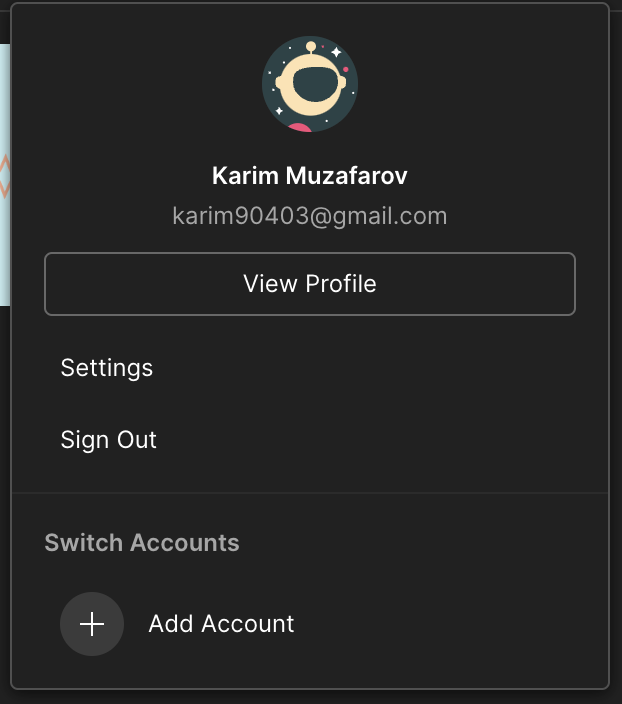 Karim Muzafarov
karim90403@gmail.com
View Profile
Settings
Sign Out
Switch Accounts
Add Account